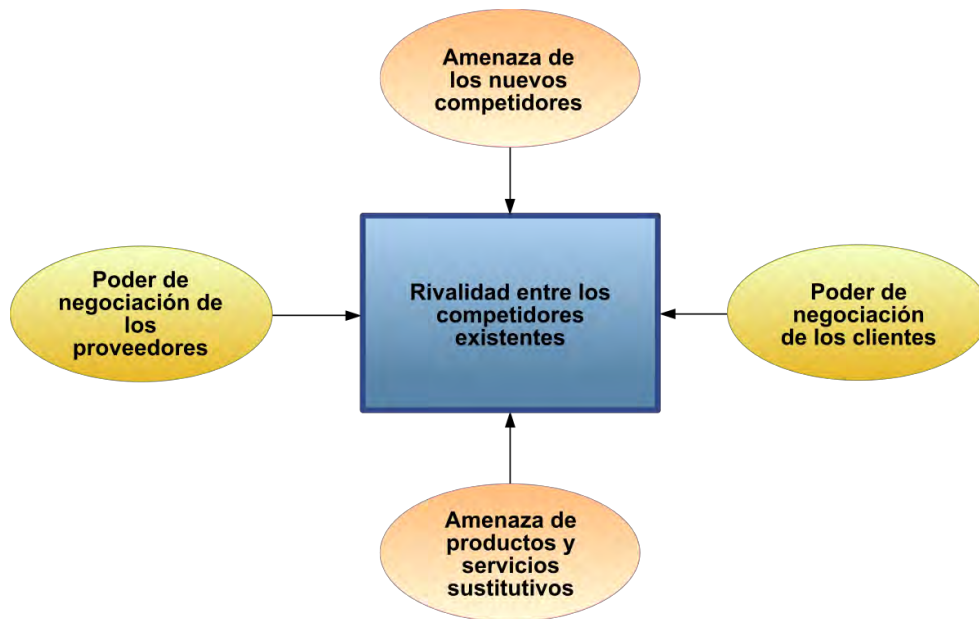 Amenaza de
los nuevos
competidores
Poder de
negociación de
los
proveedores
Rivalidad entre los
competidores
existentes
Poder de
negociación
de los clientes
Amenaza de
productos y
servicios
sustitutivos